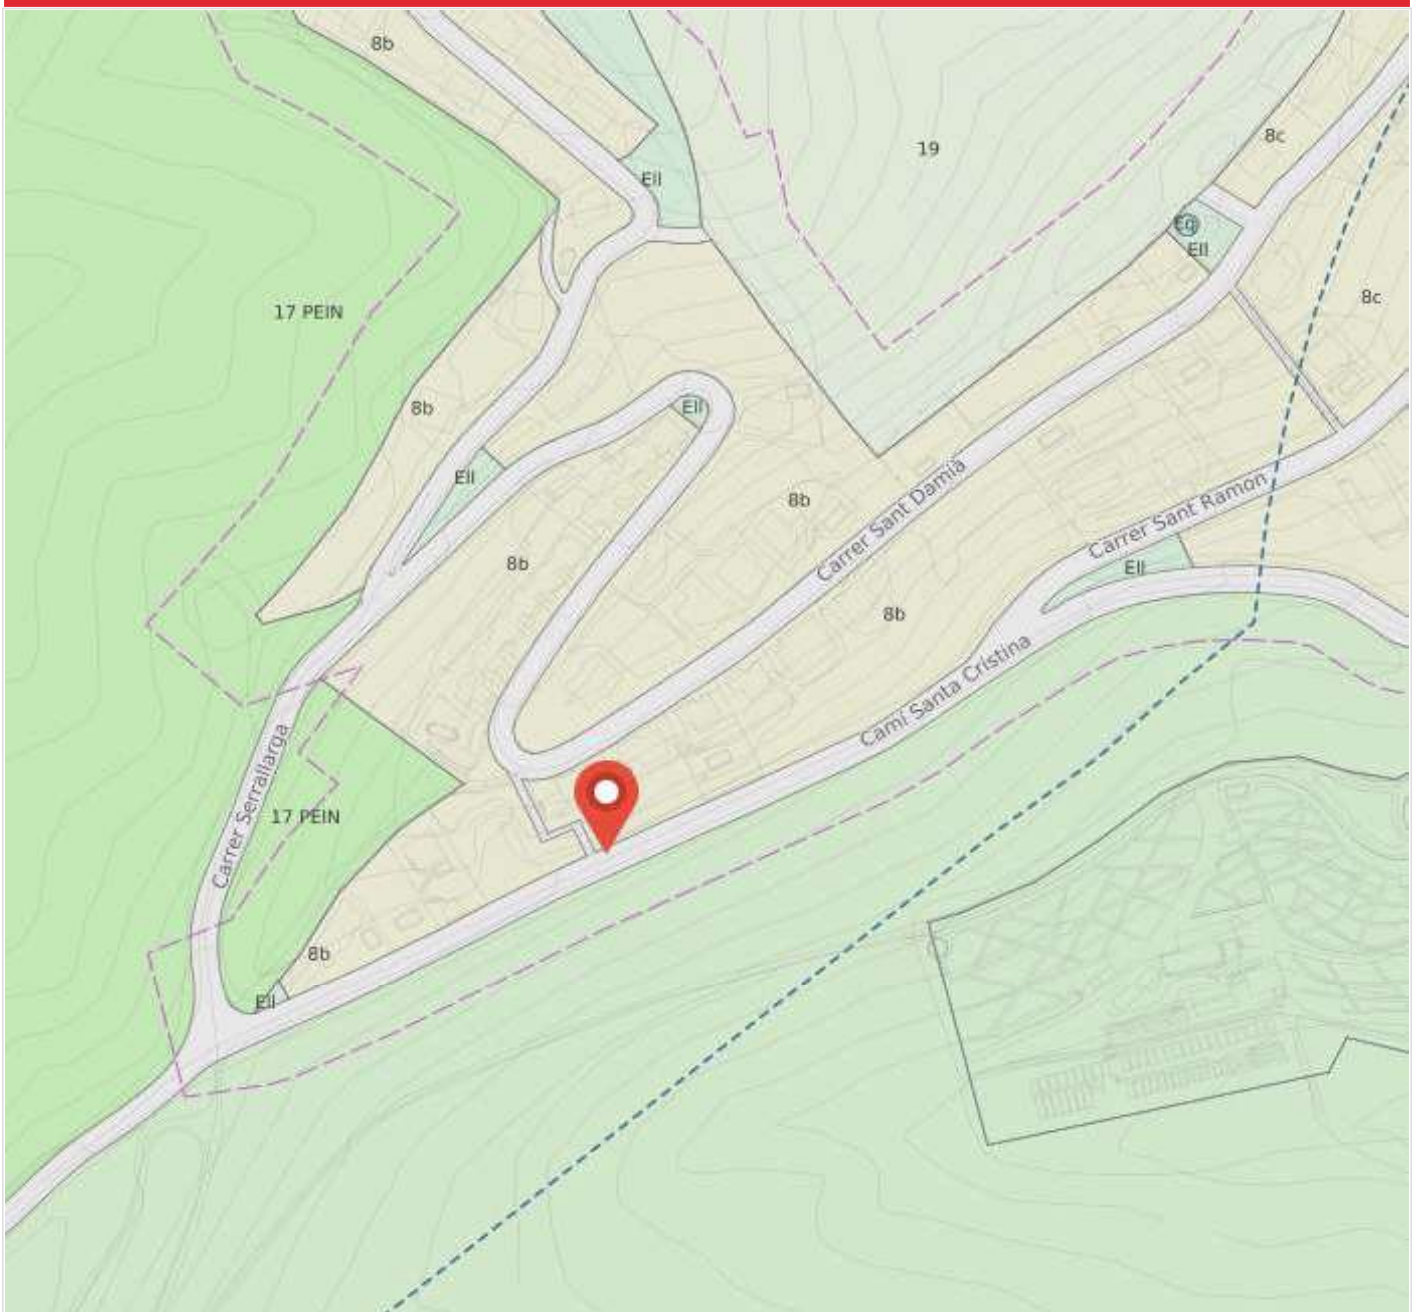 8b
8c
19
Ell
Eq
Ell
8c
17 PEIN
8b
Ell
Ell
8b
Carrer Sant Damià
Carrer Sant Ramon
8b
Ell
8b
Camí Santa Cristina
Carrer Serrallarga
17 PEIN
8b
Ell